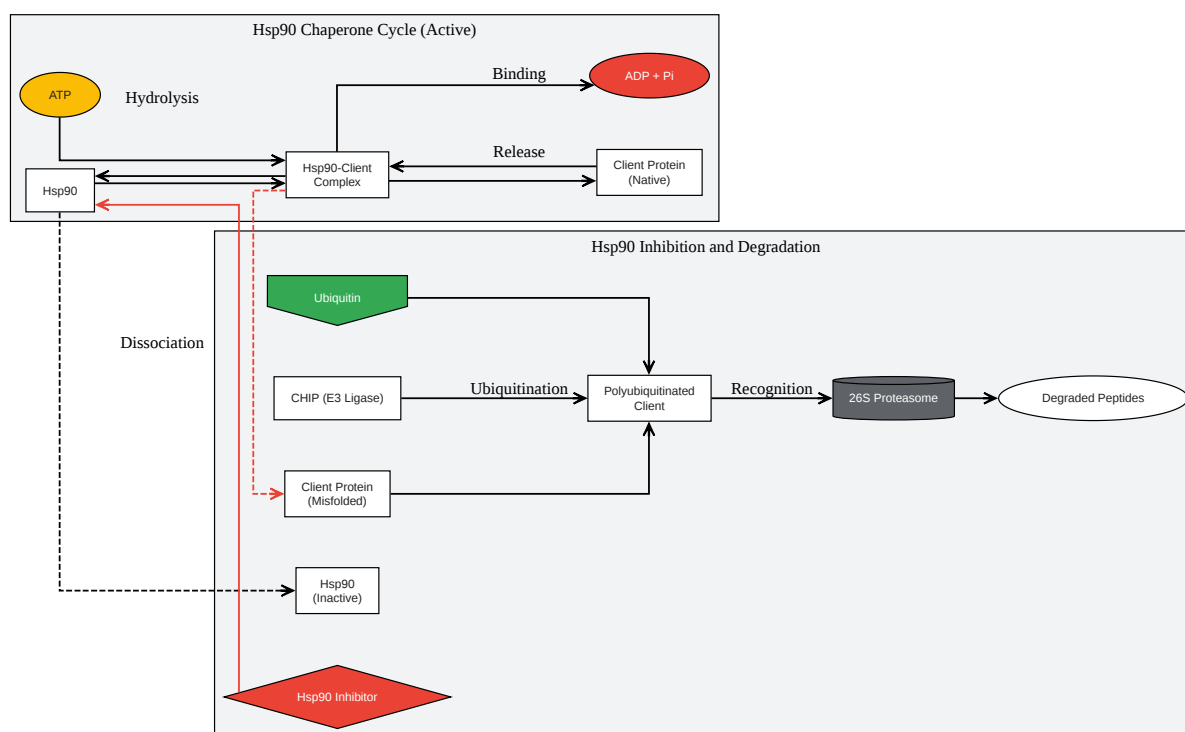 Hsp90 Chaperone Cycle (Active)
Binding
ADP + Pi
ATP
Hydrolysis
Release
Hsp90-Client
Complex
Client Protein
(Native)
Hsp90
Hsp90 Inhibition and Degradation
Ubiquitin
Dissociation
CHIP (E3 Ligase)
Ubiquitination
Polyubiquitinated
Client
Recognition
26S Proteasome
Degraded Peptides
Client Protein
(Misfolded)
Hsp90
(Inactive)
Hsp90 Inhibitor